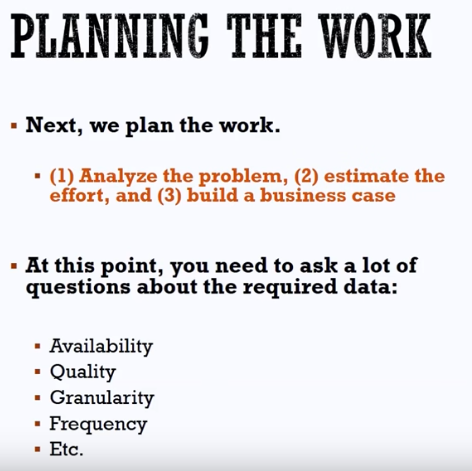 PLANNING THE WORK
▪ Next, we plan the work.
▪ (1) Analyze the problem, (2) estimate the
effort, and (3) build a business case
▪ At this point, you need to ask a lot of
questions about the required data:
▪ Availability
▪ Quality
▪ Granularity
▪ Frequency
▪ Etc.